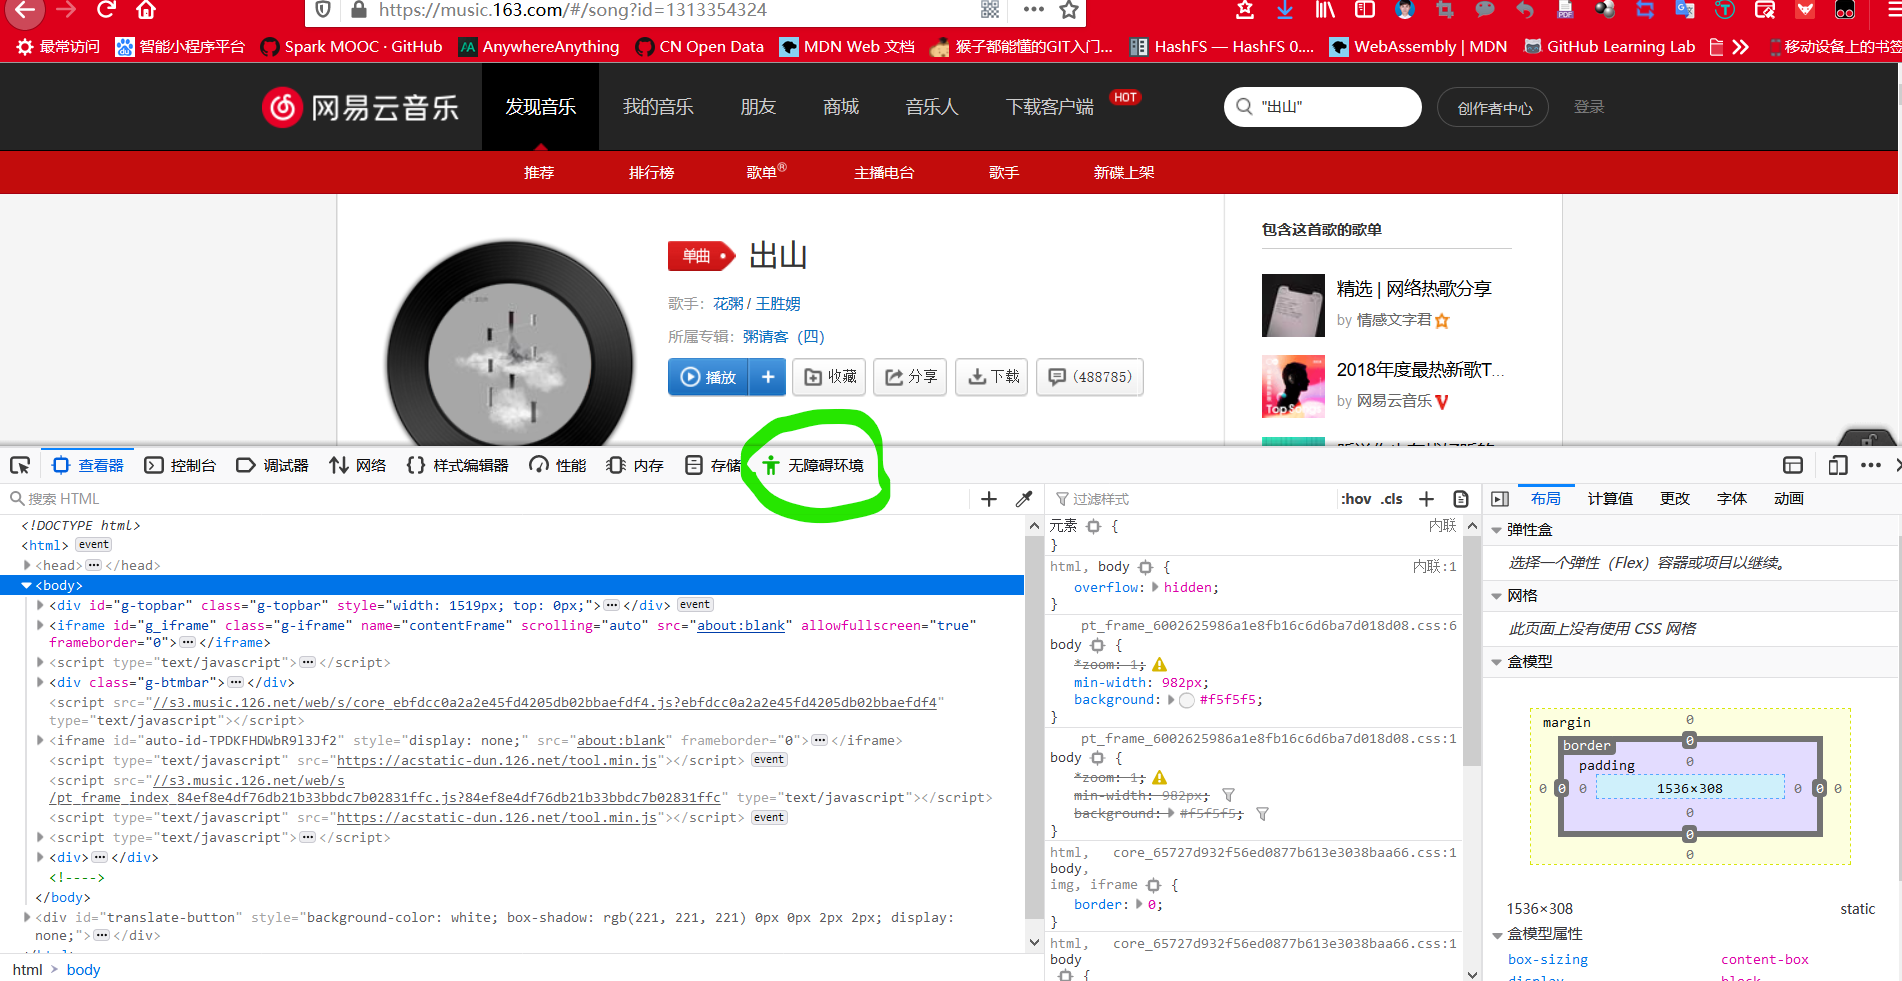 https://music.163.com/#/song?id=1313354324
最常访问 智能小程序平台 Spark MOOC · GitHub AnywhereAnything CN Open Data MDN Web 文档 猴子都能懂的GIT入门... HashFS — HashFS 0.... WebAssembly | MDN GitHub Learning Lab 移动设备上的书签
网易云音乐 发现音乐 我的音乐 朋友 商城 音乐人 下载客户端 HOT "出山" 创作者中心 登录
推荐 排行榜 歌单® 主播电台 歌手 新碟上架
单曲 出山
歌手：花粥 / 王胜娚
所属专辑：粥请客（四）
播放 + 收藏 分享 下载 (488785)
包含这首歌的歌单
精选 | 网络热歌分享
by 情感文字君
2018年度最热新歌T...
by 网易云音乐
Top Songs
查看器 控制台 调试器 网络 样式编辑器 性能 内存 存储 无障碍环境
搜索 HTML
<!DOCTYPE html>
<html> event
<head> ••• </head>
<body>
<div id="g-topbar" class="g-topbar" style="width: 1519px; top: 0px;"> ••• </div> event
<iframe id="g_iframe" class="g-iframe" name="contentFrame" scrolling="auto" src="about:blank" allowfullscreen="true"
frameborder="0"> ••• </iframe>
<script type="text/javascript"> ••• </script>
<div class="g-btmbar"> ••• </div>
<script src="//s3.music.126.net/web/s/core_ebfdcc0a2a2e45fd4205db02bbaefdf4.js?ebfdcc0a2a2e45fd4205db02bbaefdf4"
type="text/javascript"></script>
<iframe id="auto-id-TPDKFHDWbR9l3Jf2" style="display: none;" src="about:blank" frameborder="0"> ••• </iframe>
<script type="text/javascript" src="https://acstatic-dun.126.net/tool.min.js"></script> event
<script src="//s3.music.126.net/web/s
/pt_frame_index_84ef8e4df76db21b33bbdc7b02831ffc.js?84ef8e4df76db21b33bbdc7b02831ffc" type="text/javascript"></script>
<script type="text/javascript" src="https://acstatic-dun.126.net/tool.min.js"></script> event
<script type="text/javascript"> ••• </script>
<div> ••• </div>
<!---->
</body>
<div id="translate-button" style="background-color: white; box-shadow: rgb(221, 221, 221) 0px 0px 2px 2px; display:
none;"> ••• </div>
html > body
过滤样式 :hov .cls +
元素 { 内联
}
html, body { 内联:1
overflow: hidden;
}
pt_frame_6002625986a1e8fb16c6d6ba7d018d08.css:6
body {
*zoom: 1;
min-width: 982px;
background: #f5f5f5;
}
pt_frame_6002625986a1e8fb16c6d6ba7d018d08.css:1
body {
*zoom: 1;
min-width: 982px;
background: #f5f5f5;
}
html, core_65727d932f56ed0877b613e3038baa66.css:1
body,
img, iframe {
border: 0;
}
html, core_65727d932f56ed0877b613e3038baa66.css:1
body
{
布局 计算值 更改 字体 动画
弹性盒
选择一个弹性（Flex）容器或项目以继续。
网格
此页面上没有使用 CSS 网格
盒模型
margin 0
border 0
padding 0
0 0 0 1536×308 0 0 0
0
0
0
1536×308 static
盒模型属性
box-sizing content-box
display block